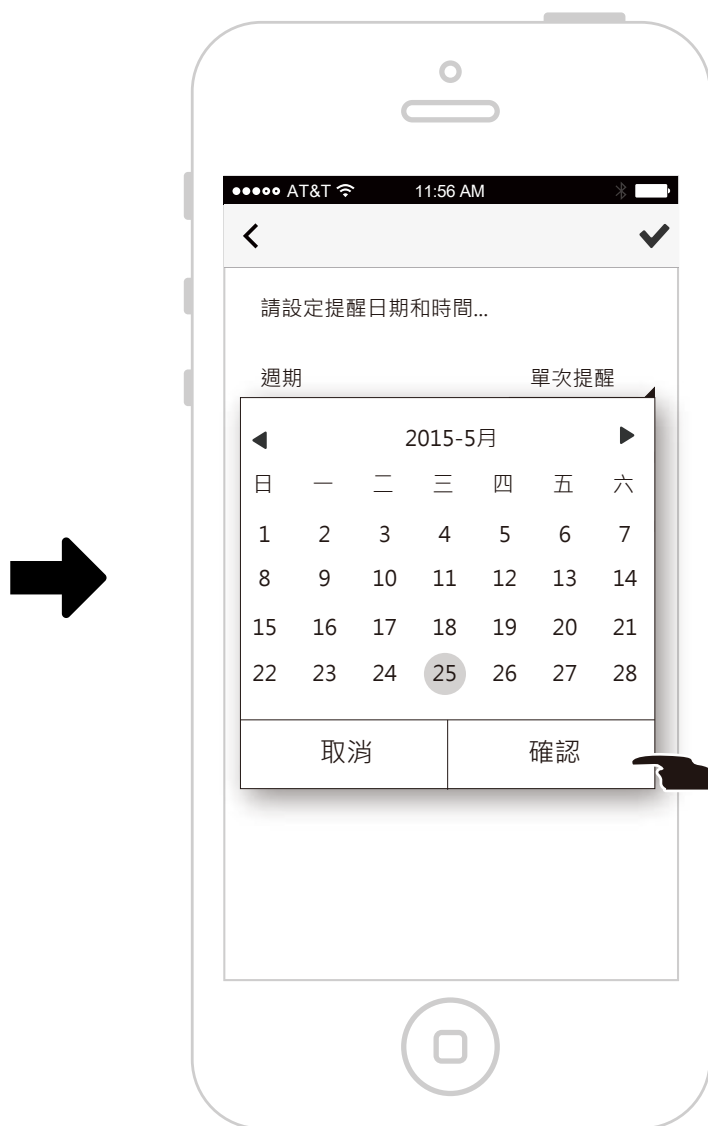 AT&T 11:56 AM
請設定提醒日期和時間...
週期 單次提醒
2015-5月
日 一 二 三 四 五 六
1 2 3 4 5 6 7
8 9 10 11 12 13 14
15 16 17 18 19 20 21
22 23 24 25 26 27 28
取消 確認